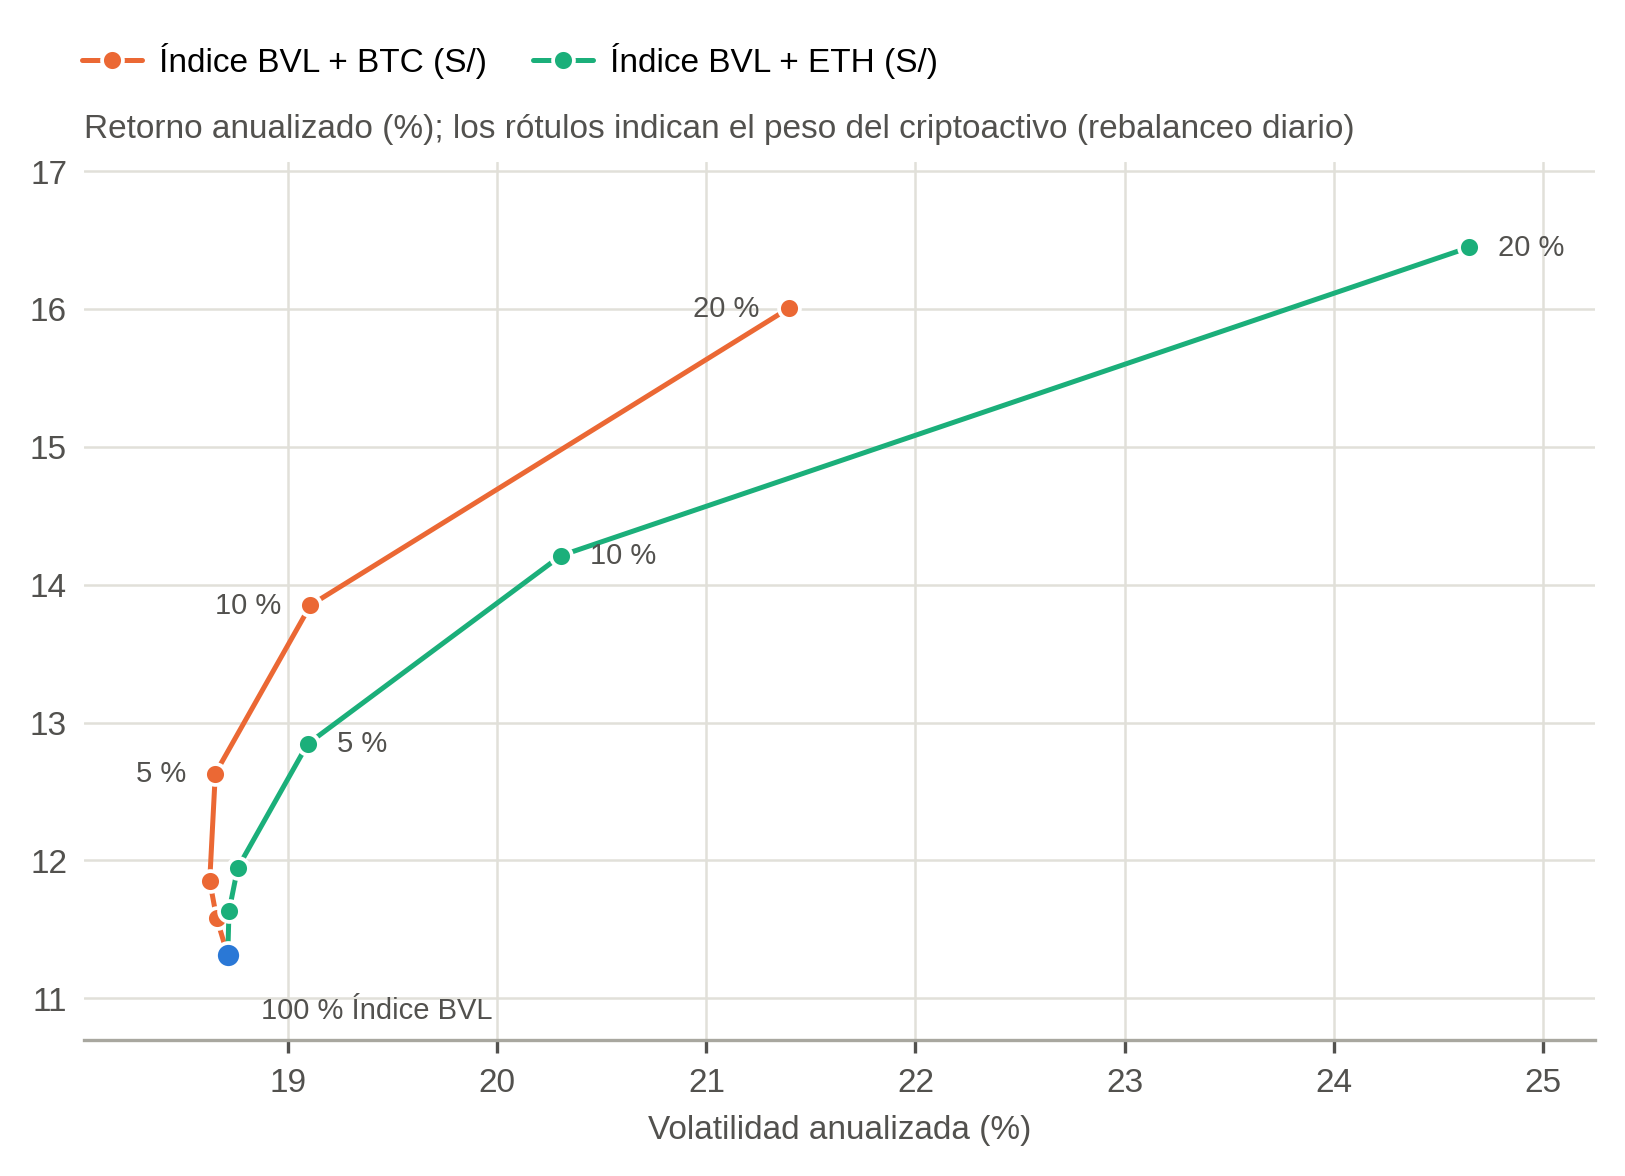 Índice BVL + BTC (S/) Índice BVL + ETH (S/)
Retorno anualizado (%); los rótulos indican el peso del criptoactivo (rebalanceo diario)
17
20 %
16
20 %
15
14
10 %
10 %
13
5 %
5 %
12
11
100 % Índice BVL
19 20 21 22 23 24 25
Volatilidad anualizada (%)